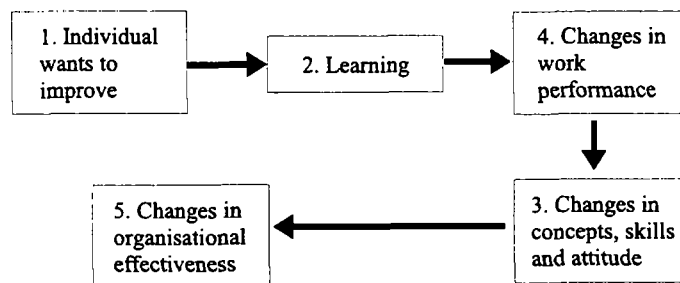 1. Individual
wants to
improve
2. Learning
4. Changes in
work
performance
5. Changes in
organisational
effectiveness
3. Changes in
concepts, skills
and attitude